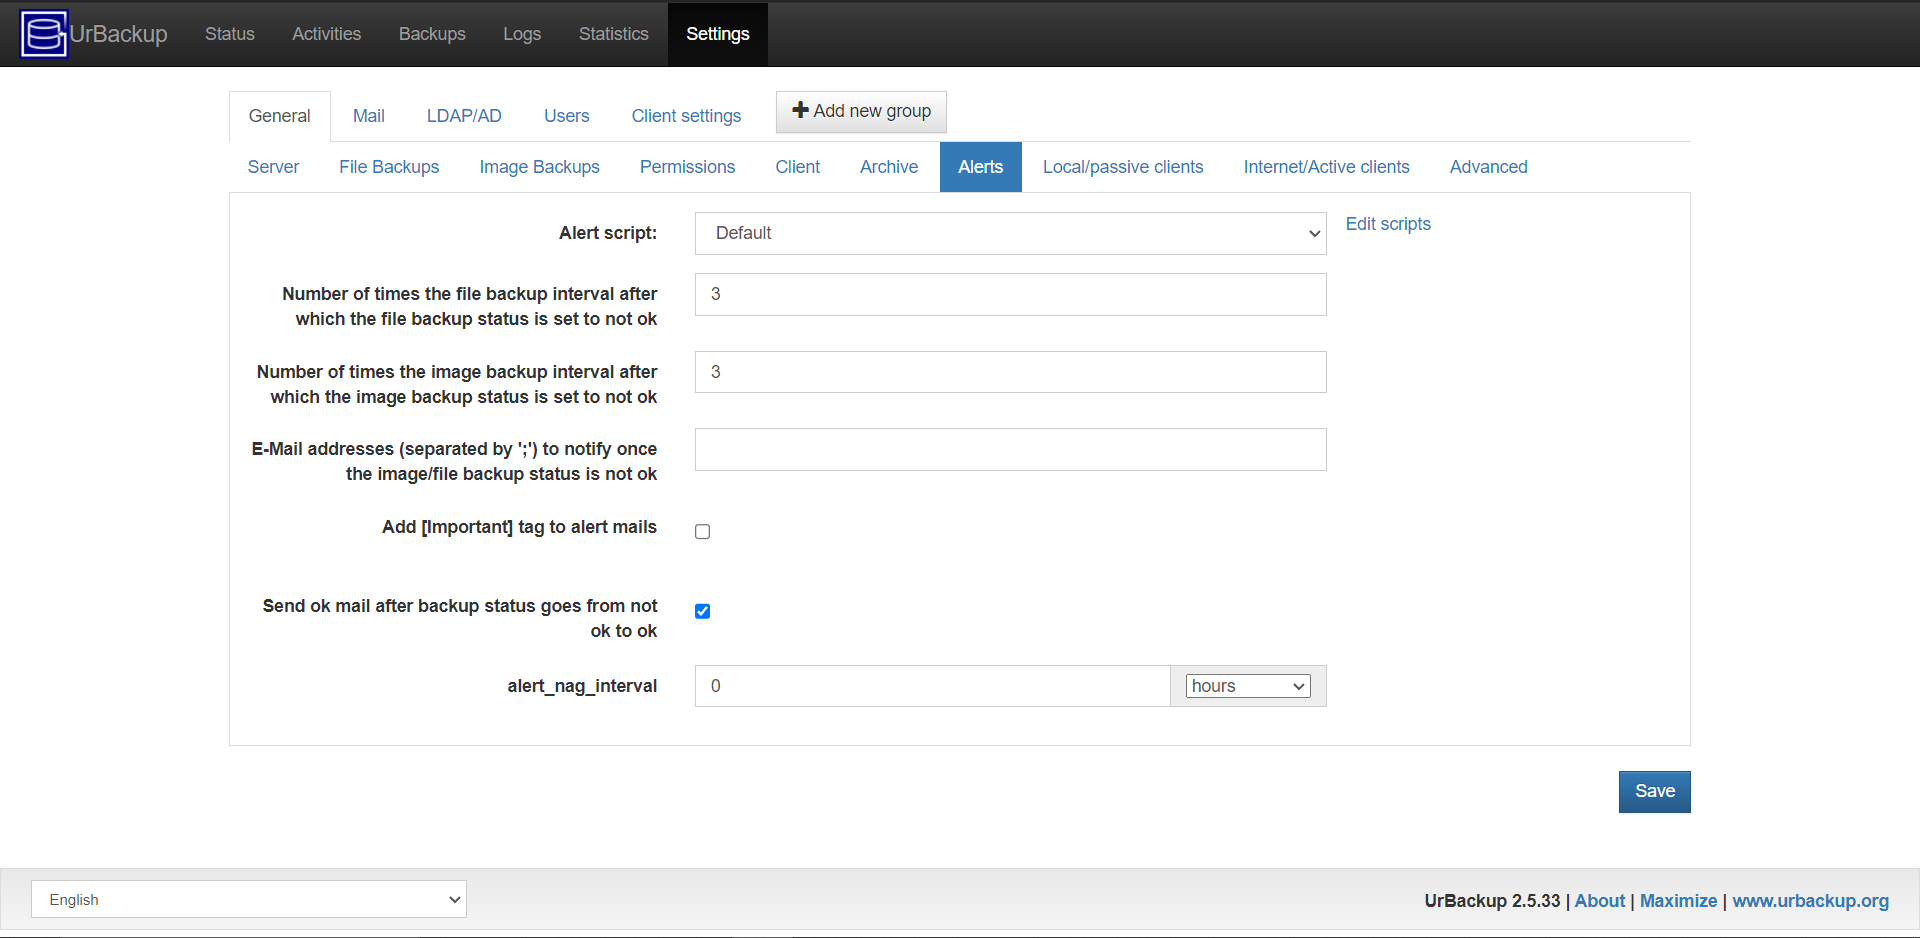 UrBackup Status Activities Backups Logs Statistics Settings
General Mail LDAP/AD Users Client settings Add new group
Server File Backups Image Backups Permissions Client Archive Alerts Local/passive clients Internet/Active clients Advanced
Alert script: Default Edit scripts
Number of times the file backup interval after 3
which the file backup status is set to not ok
Number of times the image backup interval after 3
which the image backup status is set to not ok
E-Mail addresses (separated by ';') to notify once
the image/file backup status is not ok
Add [Important] tag to alert mails
Send ok mail after backup status goes from not
ok to ok
alert_nag_interval 0 hours
Save
English UrBackup 2.5.33 | About | Maximize | www.urbackup.org